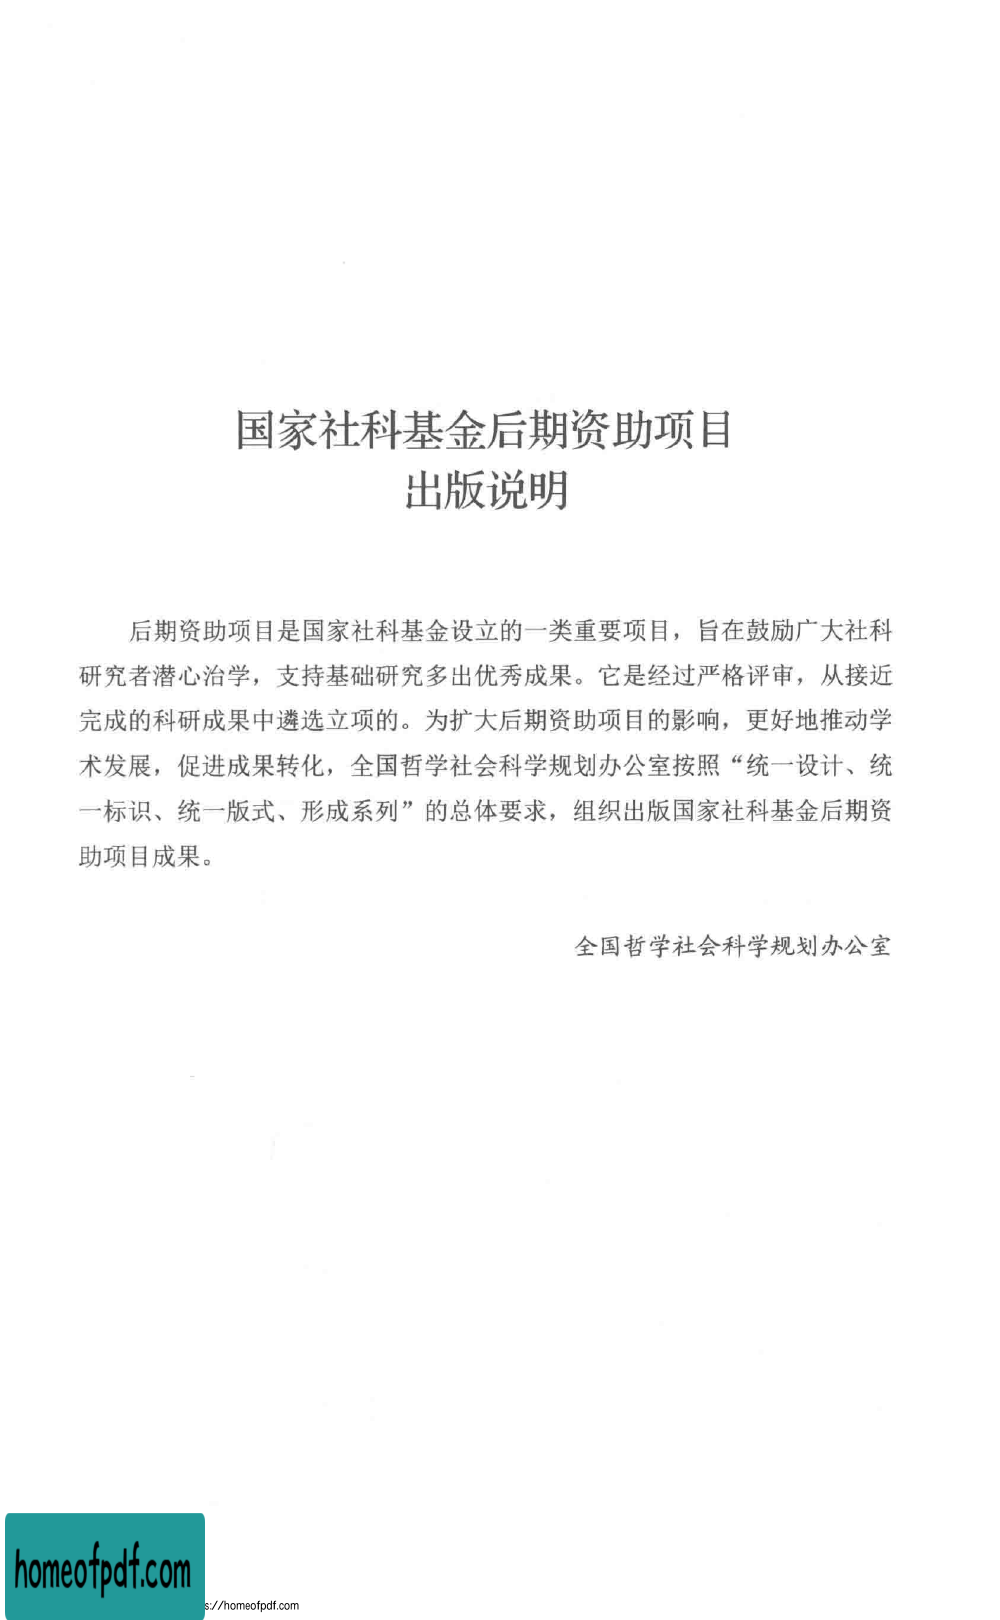 国家社科基金后期资助项目
出版说明
后期资助项目是国家社科基金设立的一类重要项目，旨在鼓励广大社科
研究者潜心治学，支持基础研究多出优秀成果。它是经过严格评审，从接近
完成的科研成果中遴选立项的。为扩大后期资助项目的影响，更好地推动学
术发展，促进成果转化，全国哲学社会科学规划办公室按照“统一设计、统
一标识、统一版式、形成系列”的总体要求，组织出版国家社科基金后期资
助项目成果。
全国哲学社会科学规划办公室
homeofpdf.com
s://homeofpdf.com